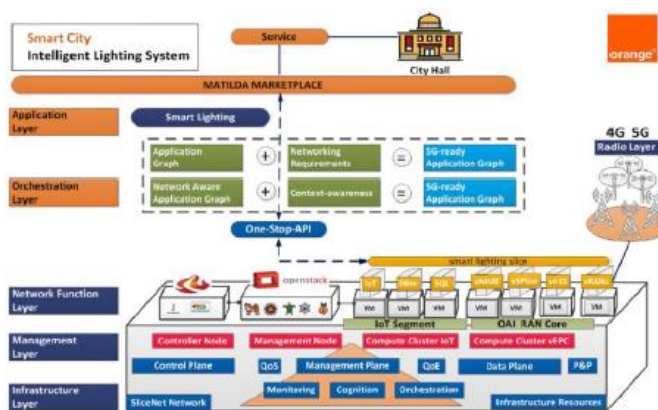 Smart City
Intelligent Lighting System
Service
City Hall
orange
MATILDA MARKETPLACE
Application
Layer
Smart Lighting
4G 5G
Radio Layer
Application
Graph
+
Networking
Requirements
=
5G-ready
Application Graph
Orchestration
Layer
Network Aware
Application Graph
+
Context-awareness
=
5G-ready
Application Graph
One-Stop-API
smart lighting slice
openstack
IoT
SQL
vMME
vHSS
Network Function
Layer
VM
VM
VM
VM
VM
VM
VM
IoT Segment
OAI RAN Core
Management
Layer
Controller Node
Management Node
Compute Cluster IoT
Compute Cluster vEPC
Control Plane
QoS
Management Plane
QoE
Data Plane
P&P
Infrastructure
Layer
Monitoring
Cognition
Orchestration
SliceNet Network
Infrastructure Resources